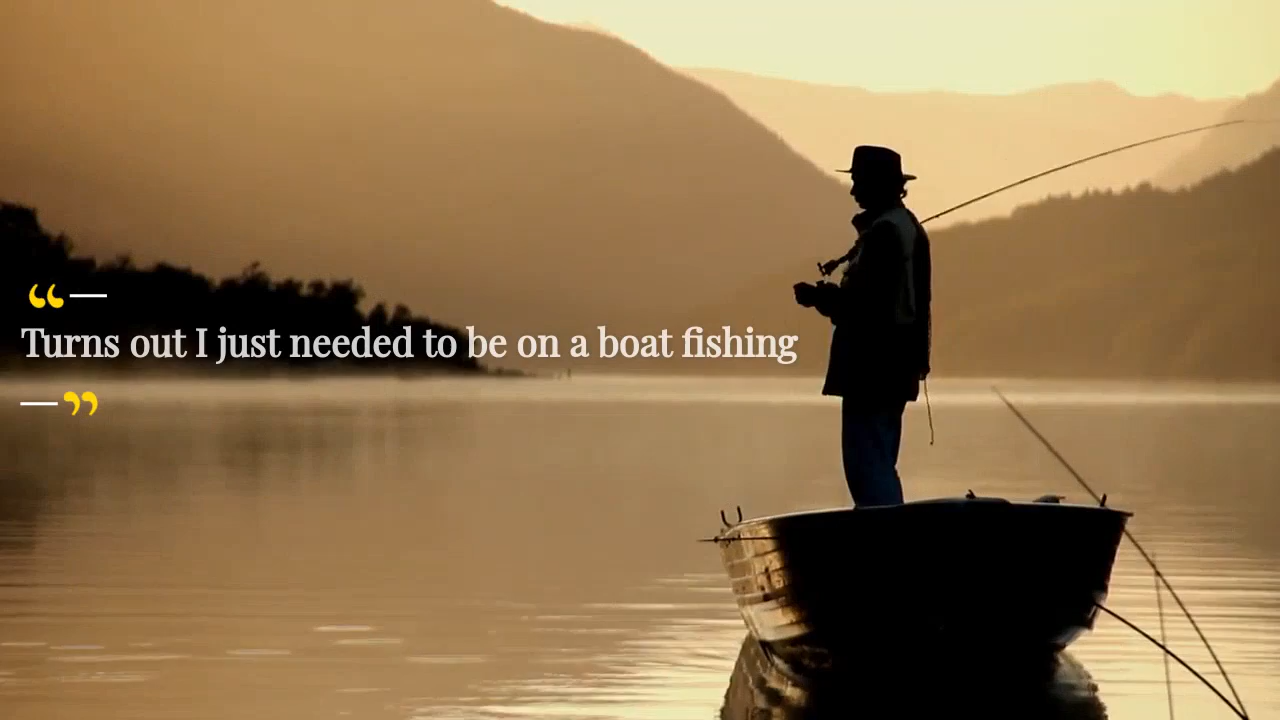 “—
Turns out I just needed to be on a boat fishing
—”